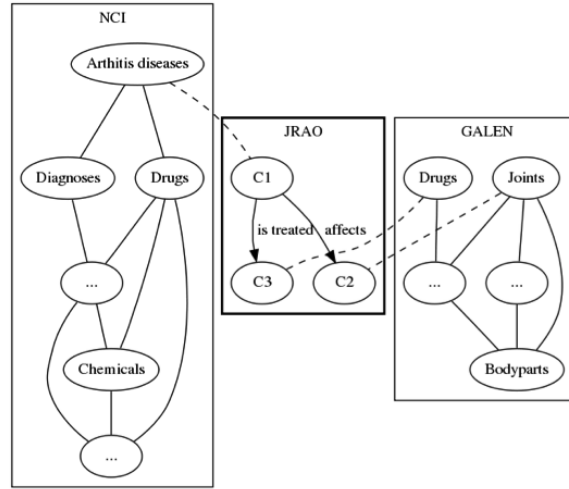 NCI
Arthitis diseases
Diagnoses
Drugs
...
Chemicals
...
JRAO
C1
is treated
affects
C3
C2
GALEN
Drugs
Joints
...
...
Bodyparts